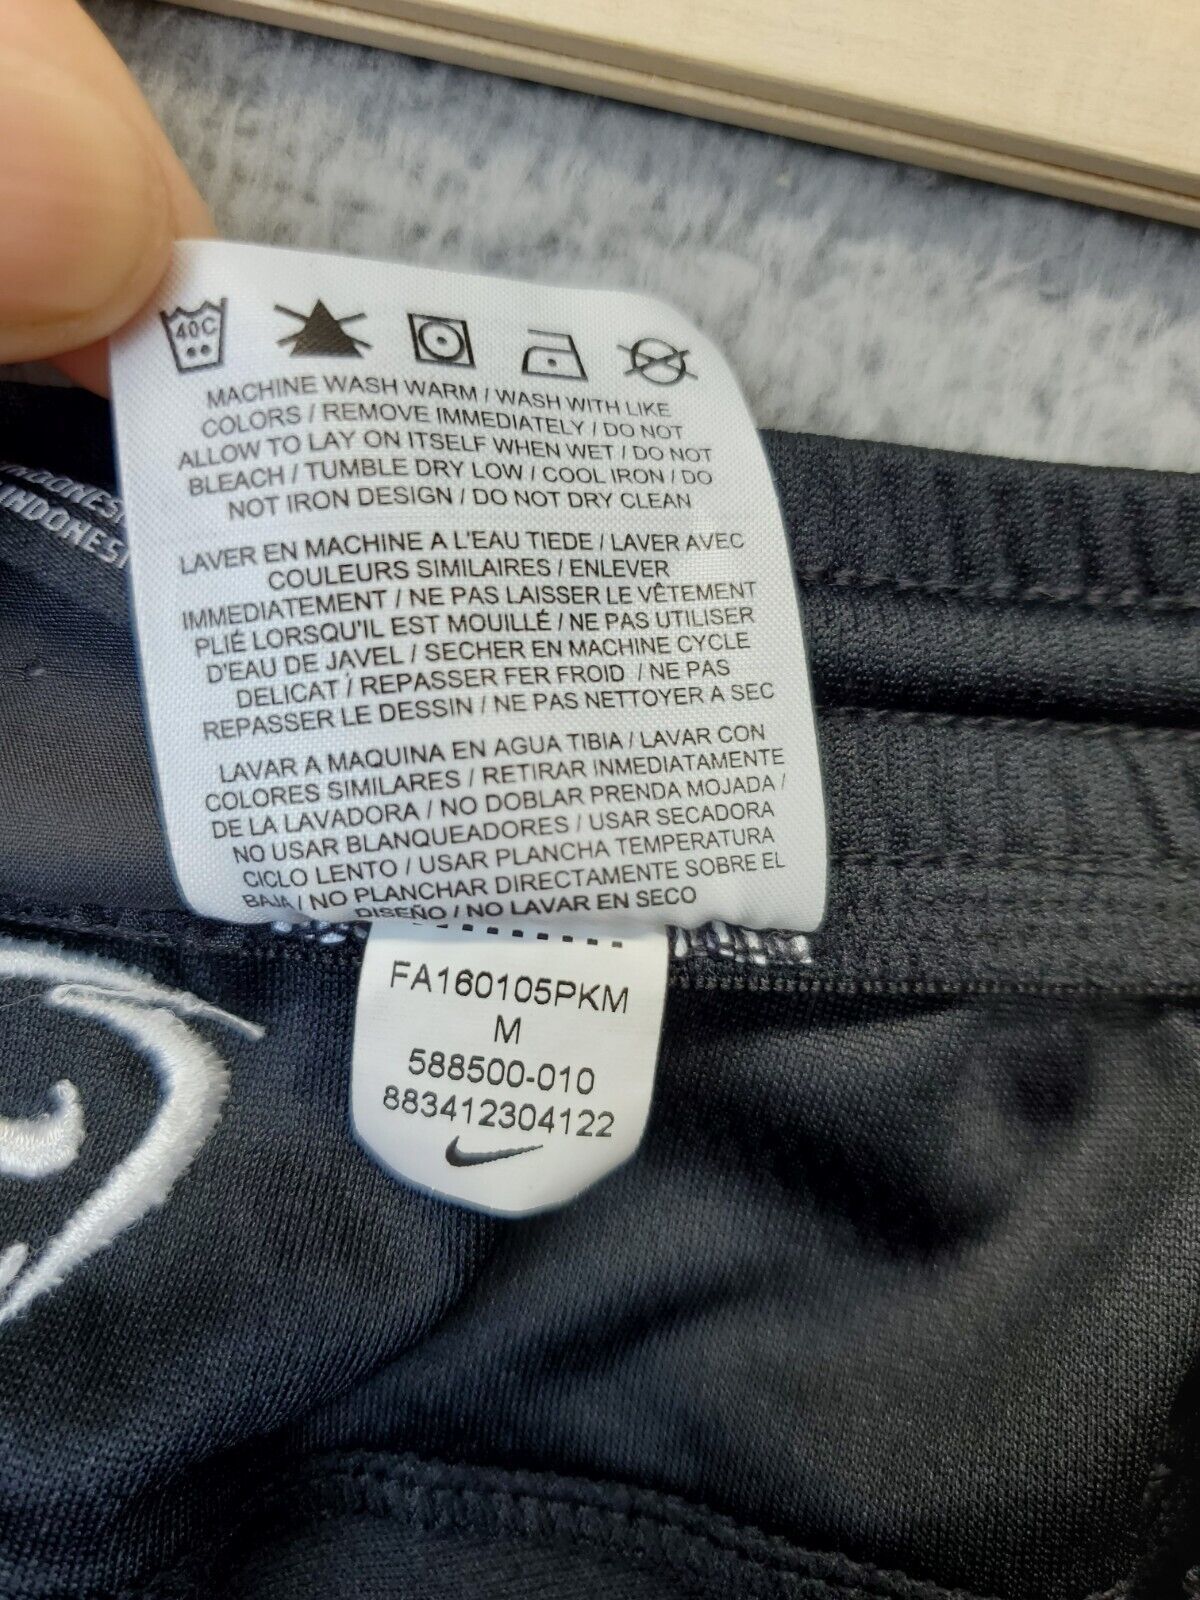 40C
MACHINE WASH WARM / WASH WITH LIKE
COLORS / REMOVE IMMEDIATELY / DO NOT
ALLOW TO LAY ON ITSELF WHEN WET / DO NOT
BLEACH / TUMBLE DRY LOW / COOL IRON / DO
NOT IRON DESIGN / DO NOT DRY CLEAN
LAVER EN MACHINE A L'EAU TIEDE / LAVER AVEC
COULEURS SIMILAIRES / ENLEVER
IMMEDIATEMENT / NE PAS LAISSER LE VÊTEMENT
PLIÉ LORSQU'IL EST MOUILLÉ / NE PAS UTILISER
D'EAU DE JAVEL / SECHER EN MACHINE CYCLE
DELICAT / REPASSER FER FROID / NE PAS
REPASSER LE DESSIN / NE PAS NETTOYER A SEC
LAVAR A MAQUINA EN AGUA TIBIA / LAVAR CON
COLORES SIMILARES / RETIRAR INMEDIATAMENTE
DE LA LAVADORA / NO DOBLAR PRENDA MOJADA /
NO USAR BLANQUEADORES / USAR SECADORA
CICLO LENTO / USAR PLANCHA TEMPERATURA
BAJA / NO PLANCHAR DIRECTAMENTE SOBRE EL
DISEÑO / NO LAVAR EN SECO
FA160105PKM
M
588500-010
883412304122